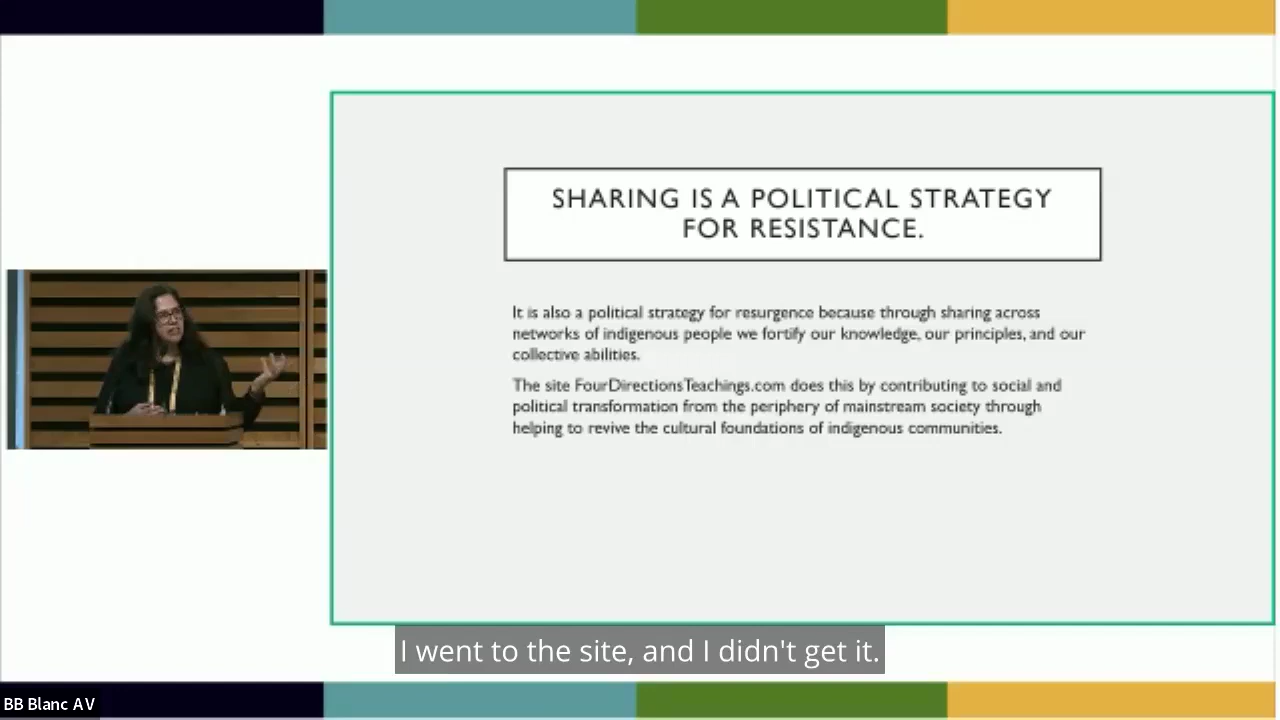 SHARING IS A POLITICAL STRATEGY
FOR RESISTANCE.
It is also a political strategy for resurgence because through sharing across
networks of indigenous people we fortify our knowledge, our principles, and our
collective abilities.
The site FourDirectionsTeachings.com does this by contributing to social and
political transformation from the periphery of mainstream society through
helping to revive the cultural foundations of indigenous communities.
I went to the site, and I didn't get it.
BB Blanc AV